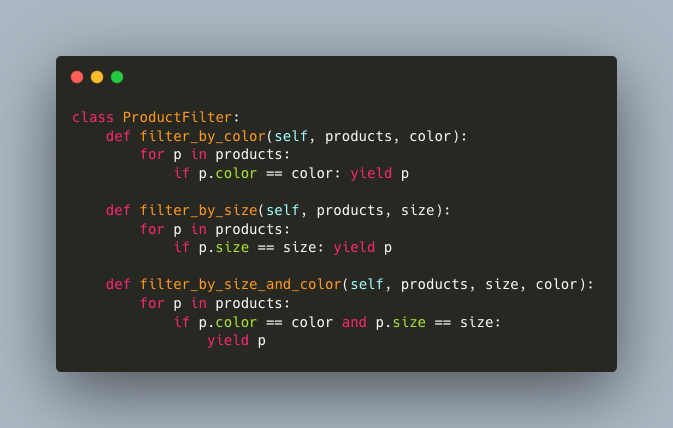 class ProductFilter:
    def filter_by_color(self, products, color):
        for p in products:
            if p.color == color: yield p

    def filter_by_size(self, products, size):
        for p in products:
            if p.size == size: yield p

    def filter_by_size_and_color(self, products, size, color):
        for p in products:
            if p.color == color and p.size == size:
                yield p